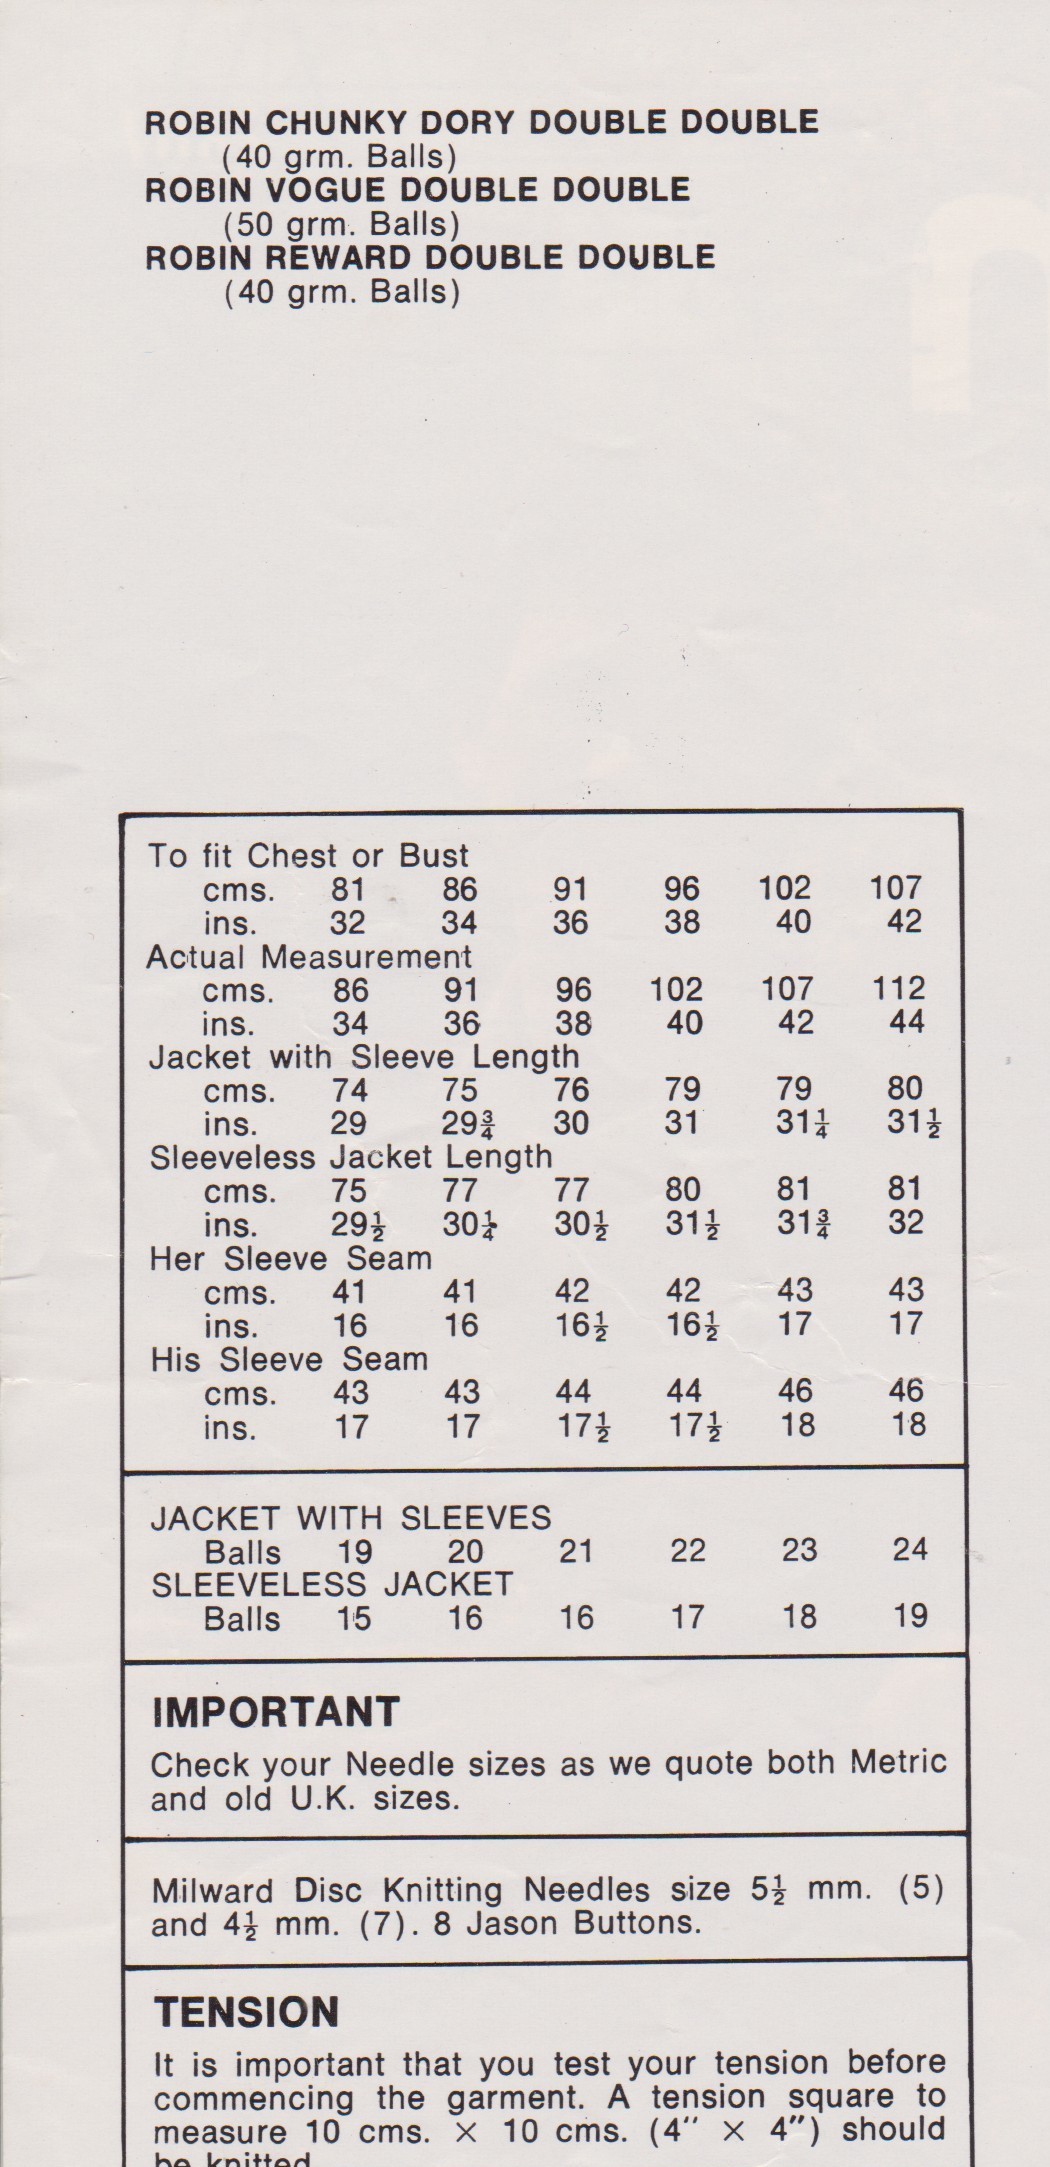 ROBIN CHUNKY DORY DOUBLE DOUBLE
(40 grm. Balls)
ROBIN VOGUE DOUBLE DOUBLE
(50 grm. Balls)
ROBIN REWARD DOUBLE DOUBLE
(40 grm. Balls)
To fit Chest or Bust
cms. 81 86 91 96 102 107
ins. 32 34 36 38 40 42
Actual Measurement
cms. 86 91 96 102 107 112
ins. 34 36 38 40 42 44
Jacket with Sleeve Length
cms. 74 75 76 79 79 80
ins. 29 29¾ 30 31 31¼ 31½
Sleeveless Jacket Length
cms. 75 77 77 80 81 81
ins. 29½ 30¼ 30½ 31½ 31¾ 32
Her Sleeve Seam
cms. 41 41 42 42 43 43
ins. 16 16 16½ 16½ 17 17
His Sleeve Seam
cms. 43 43 44 44 46 46
ins. 17 17 17½ 17½ 18 18
JACKET WITH SLEEVES
Balls 19 20 21 22 23 24
SLEEVELESS JACKET
Balls 15 16 16 17 18 19
IMPORTANT
Check your Needle sizes as we quote both Metric
and old U.K. sizes.
Milward Disc Knitting Needles size 5½ mm. (5)
and 4½ mm. (7). 8 Jason Buttons.
TENSION
It is important that you test your tension before
commencing the garment. A tension square to
measure 10 cms. × 10 cms. (4" × 4") should
be knitted